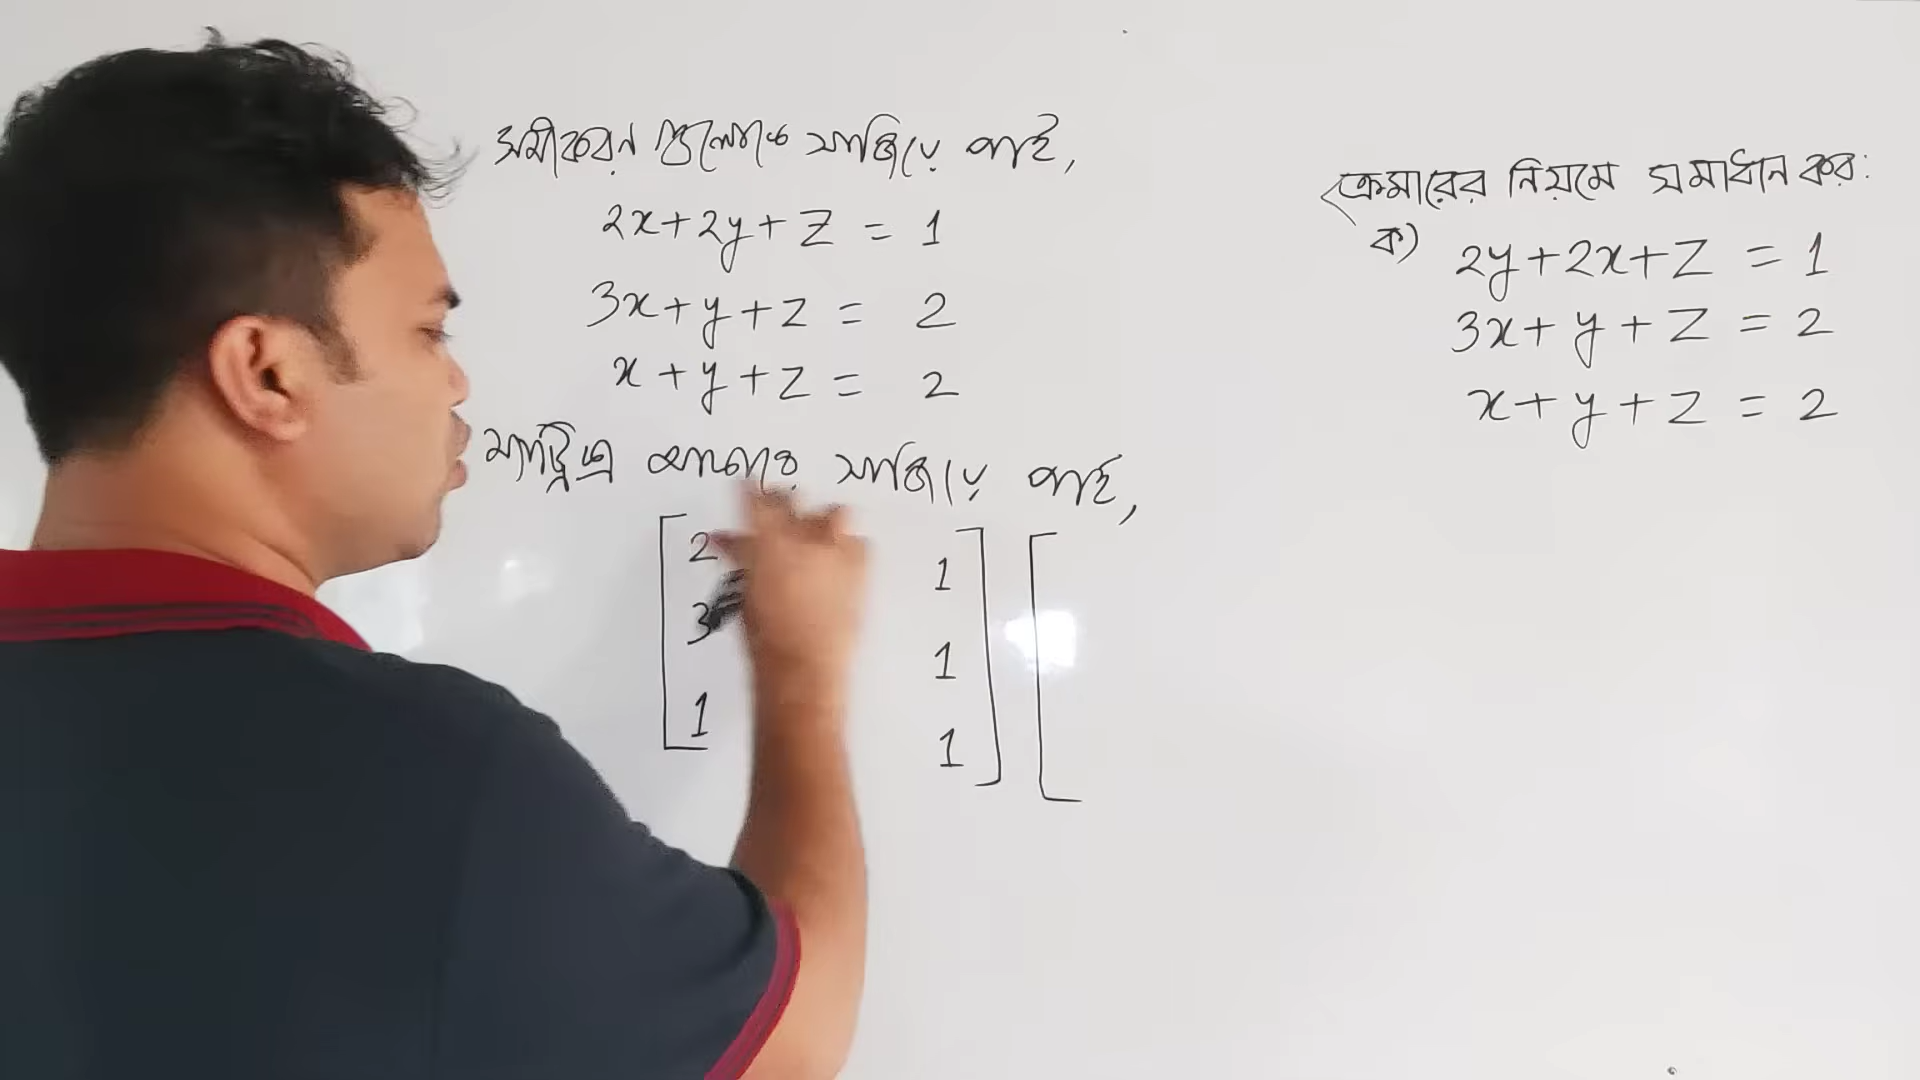 সমীকরণ গুলোকে সাজিয়ে পাই,
2x+2y+z = 1
3x+y+z = 2
x+y+z = 2
ম্যাট্রিক্স আকারে সাজিয়ে পাই,
2 1
3 1
1 1
ক্রেমারের নিয়মে সমাধান কর:
ক) 2y+2x+z = 1
3x+y+z = 2
x+y+z = 2